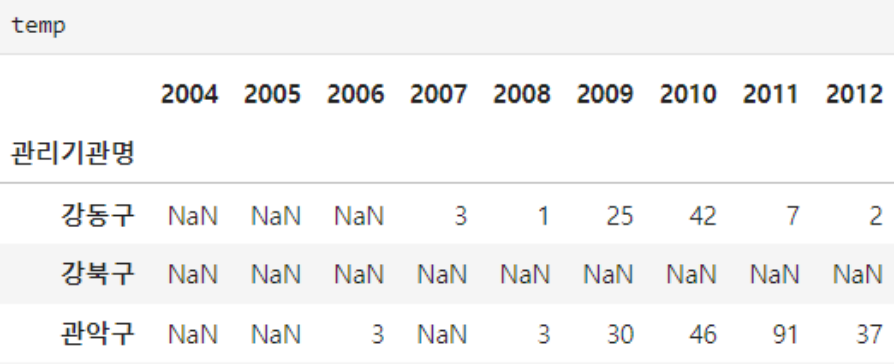 temp
2004 2005 2006 2007 2008 2009 2010 2011 2012
관리기관명
강동구 NaN NaN NaN 3 1 25 42 7 2
강북구 NaN NaN NaN NaN NaN NaN NaN NaN NaN
관악구 NaN NaN 3 NaN 3 30 46 91 37